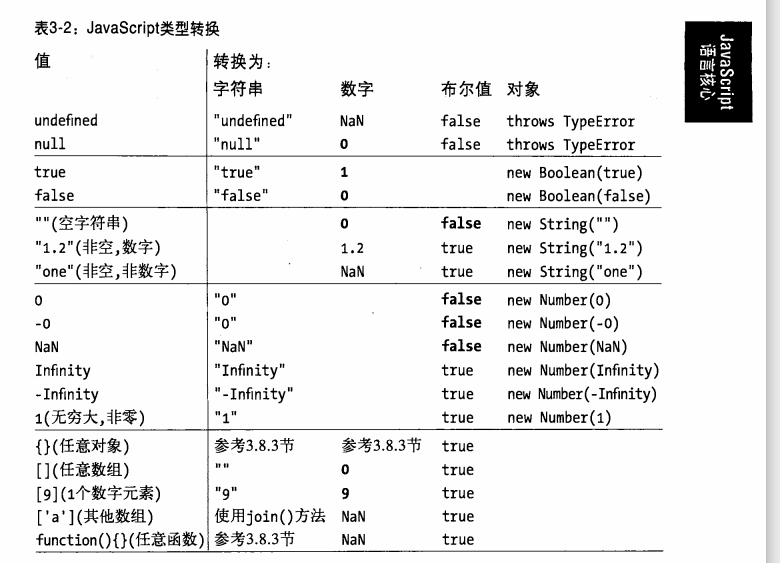 表3-2：JavaScript类型转换
值 转换为：
字符串 数字 布尔值 对象
undefined "undefined" NaN false throws TypeError
null "null" 0 false throws TypeError
true "true" 1 new Boolean(true)
false "false" 0 new Boolean(false)
""(空字符串) 0 false new String("")
"1.2"(非空,数字) 1.2 true new String("1.2")
"one"(非空,非数字) NaN true new String("one")
0 "0" false new Number(0)
-0 "0" false new Number(-0)
NaN "NaN" false new Number(NaN)
Infinity "Infinity" true new Number(Infinity)
-Infinity "-Infinity" true new Number(-Infinity)
1(无穷大,非零) "1" true new Number(1)
{}(任意对象) 参考3.8.3节 参考3.8.3节 true
[](任意数组) "" 0 true
[9](1个数字元素) "9" 9 true
['a'](其他数组) 使用join()方法 NaN true
function(){}(任意函数) 参考3.8.3节 NaN true
JavaScript
语言核心